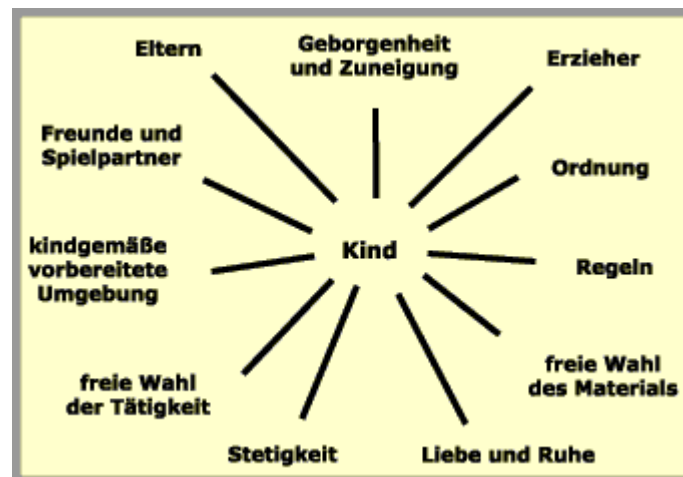 Eltern
Geborgenheit
und Zuneigung
Erzieher
Freunde und
Spielpartner
Ordnung
kindgemäße
vorbereitete
Umgebung
Kind
Regeln
freie Wahl
der Tätigkeit
freie Wahl
des Materials
Stetigkeit
Liebe und Ruhe